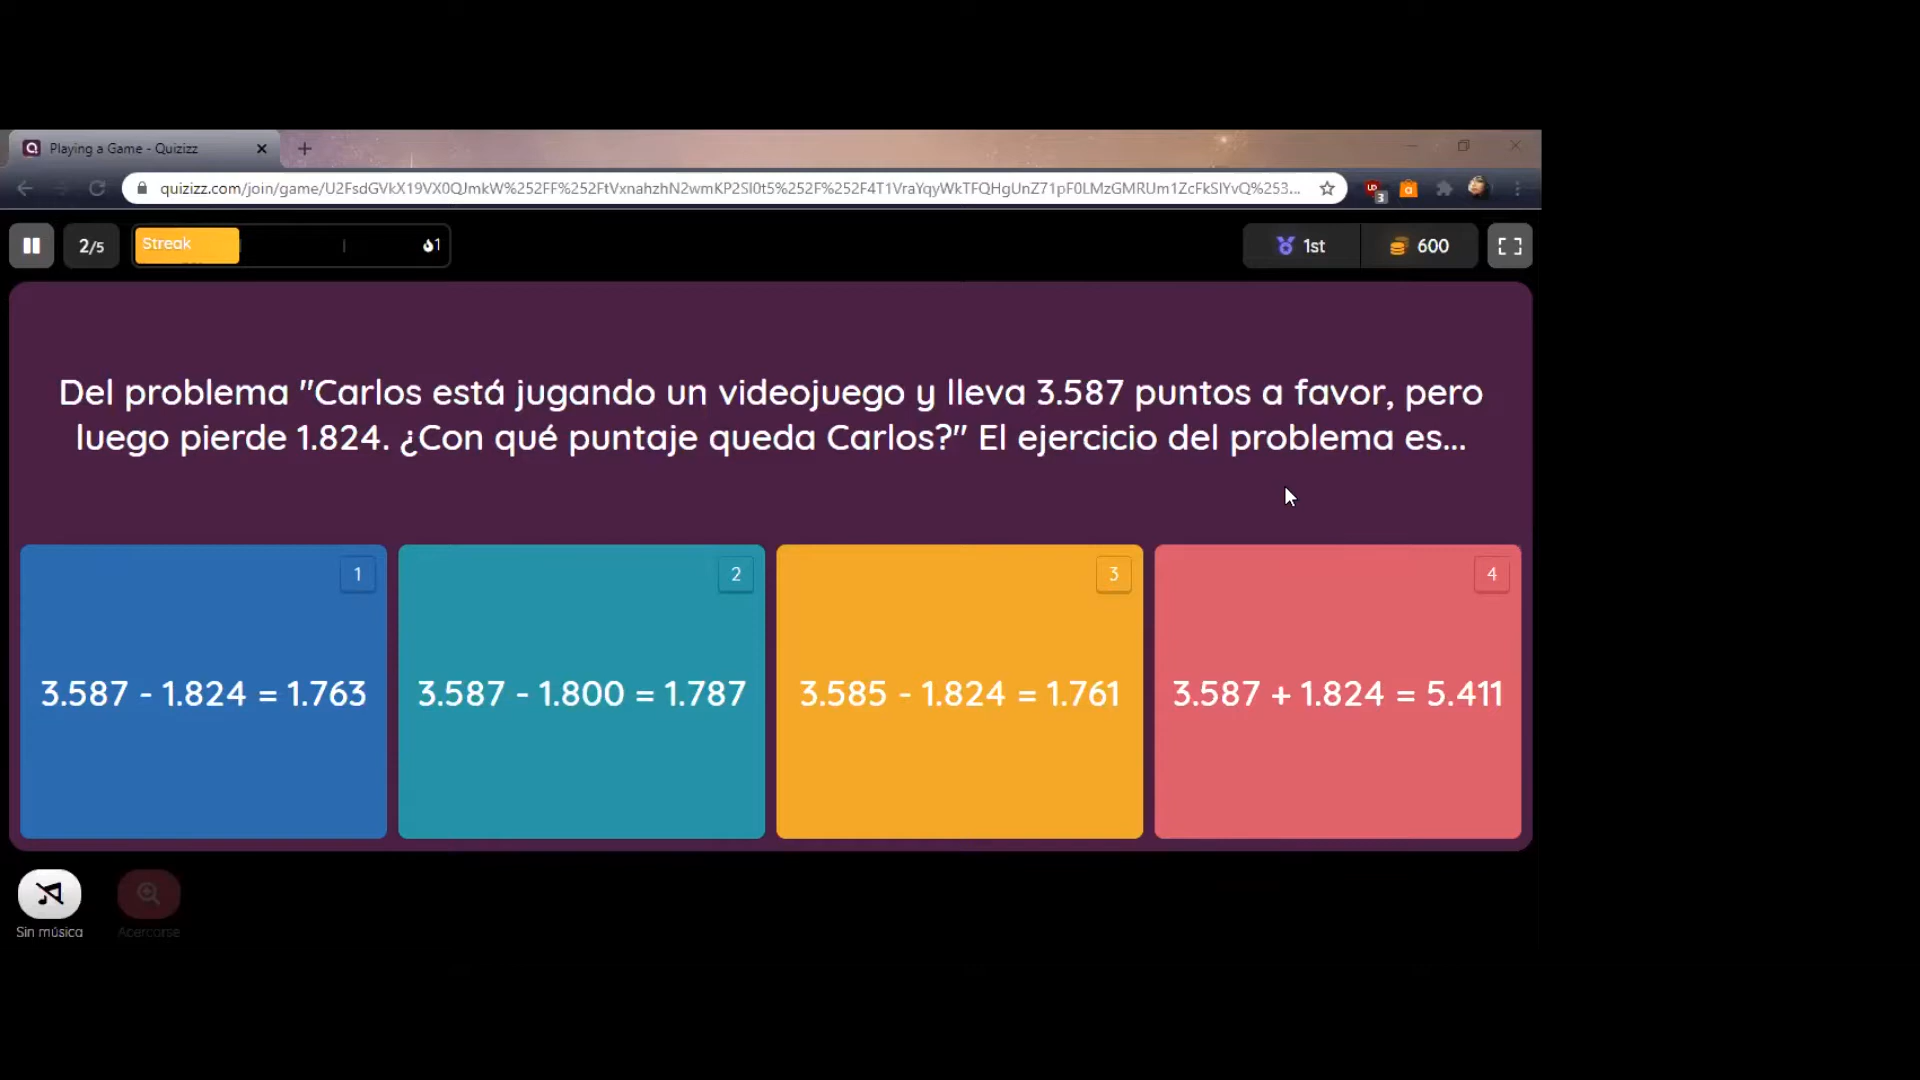 Playing a Game - Quizizz
quizizz.com/join/game/U2FsdGVkX19VX0QJmkW%252FF%252FtVxnahzhN2wmKP2Sl0t5%252F%252F4T1VraYqyWkTFQHgUnZ71pF0LMzGMRUm1ZcFkSIYvQ%253...
3
2/5
Streak
1
1st
600
Del problema "Carlos está jugando un videojuego y lleva 3.587 puntos a favor, pero
luego pierde 1.824. ¿Con qué puntaje queda Carlos?" El ejercicio del problema es...
1
2
3
4
3.587 - 1.824 = 1.763
3.587 - 1.800 = 1.787
3.585 - 1.824 = 1.761
3.587 + 1.824 = 5.411
Sin música
Acercarse